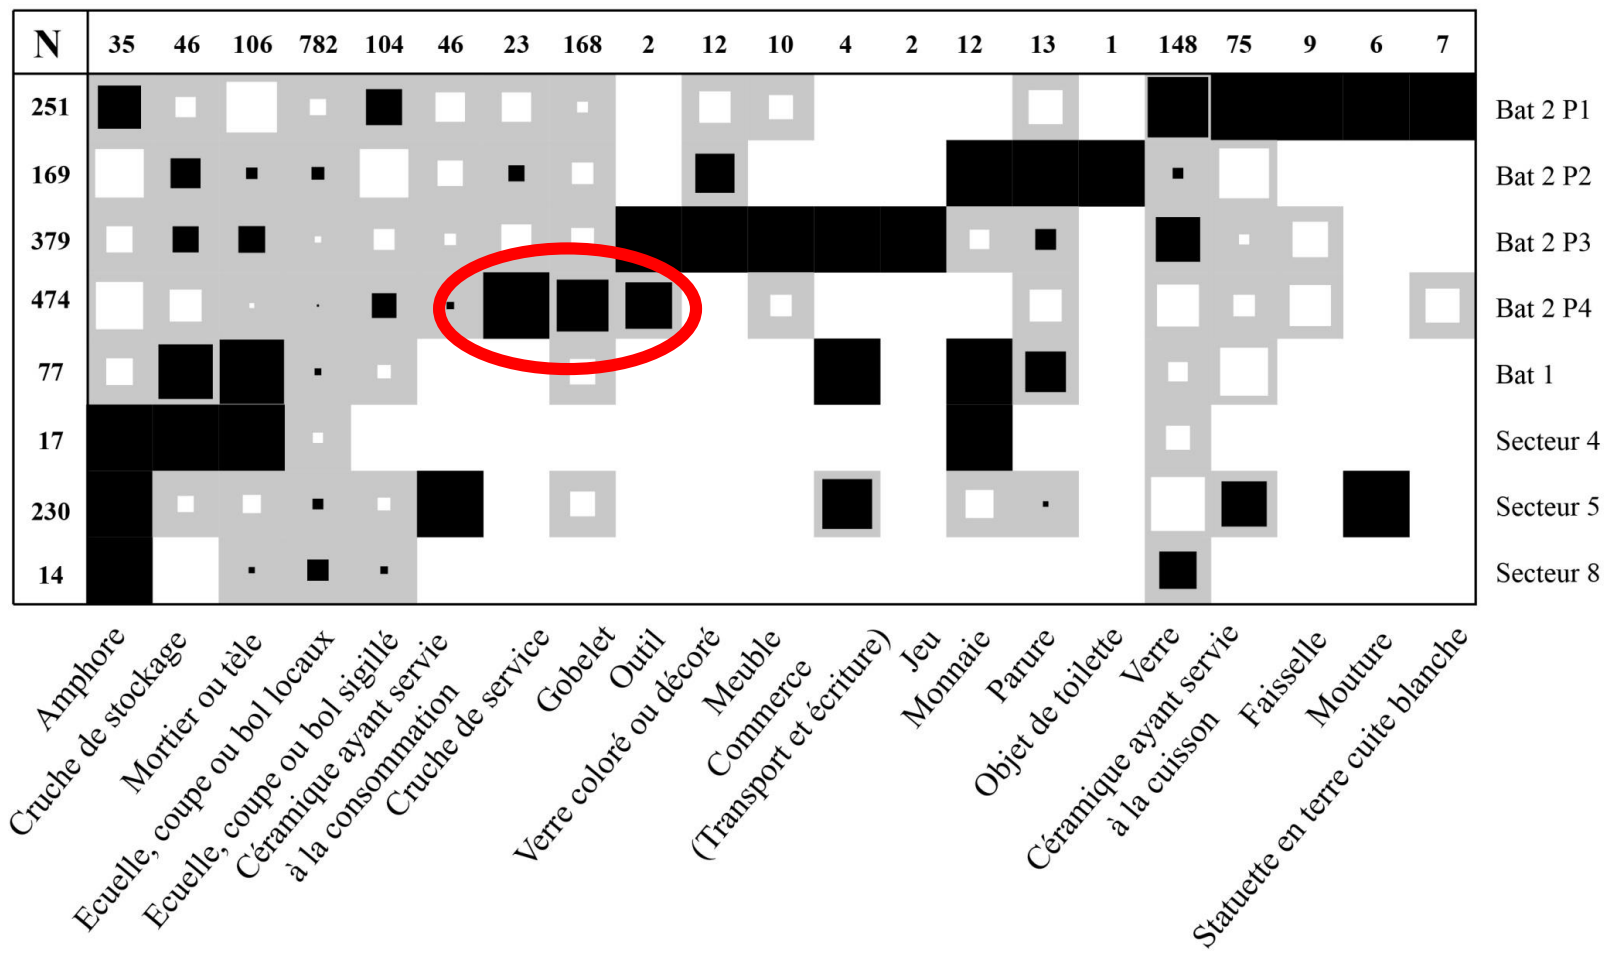 N 35 46 106 782 104 46 23 168 2 12 10 4 2 12 13 1 148 75 9 6 7
251 Bat 2 P1
169 Bat 2 P2
379 Bat 2 P3
474 Bat 2 P4
77 Bat 1
17 Secteur 4
230 Secteur 5
14 Secteur 8
Amphore
Cruche de stockage
Mortier ou tèle
Ecuelle, coupe ou bol locaux
Ecuelle, coupe ou bol sigillé
Céramique ayant servie
à la consommation
Cruche de service
Gobelet
Outil
Verre coloré ou décoré
Meuble
Commerce
(Transport et écriture)
Jeu
Monnaie
Parure
Objet de toilette
Verre
Céramique ayant servie
à la cuisson
Faisselle
Mouture
Statuette en terre cuite blanche